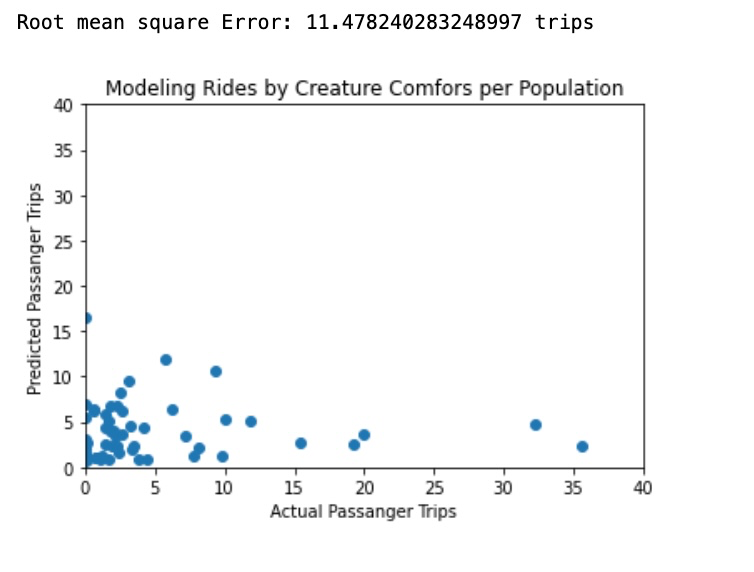 Root mean square Error: 11.478240283248997 trips
Modeling Rides by Creature Comfors per Population
40
35
30
25
20
15
10
5
0
Predicted Passanger Trips
0 5 10 15 20 25 30 35 40
Actual Passanger Trips